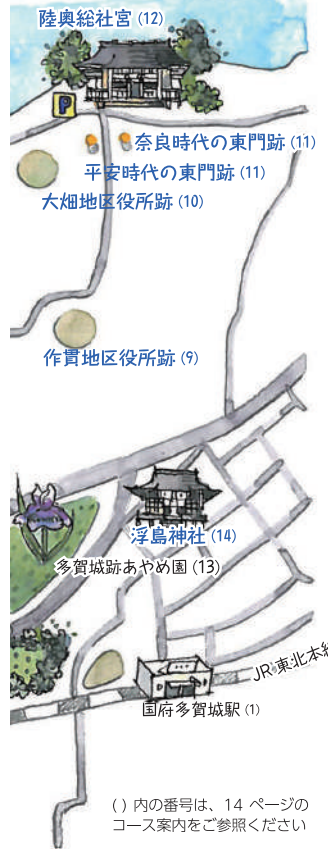 陸奥総社宮 (12)
P
奈良時代の東門跡 (11)
平安時代の東門跡 (11)
大畑地区役所跡 (10)
作貫地区役所跡 (9)
浮島神社 (14)
多賀城跡あやめ園 (13)
JR東北本線
国府多賀城駅 (1)
( ) 内の番号は、14 ページの
コース案内をご参照ください